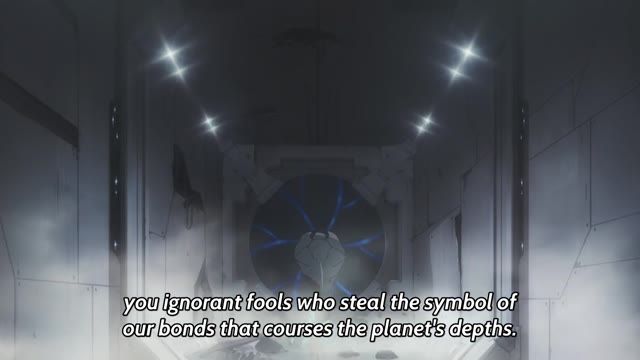 you ignorant fools who steal the symbol of
our bonds that courses the planet's depths.